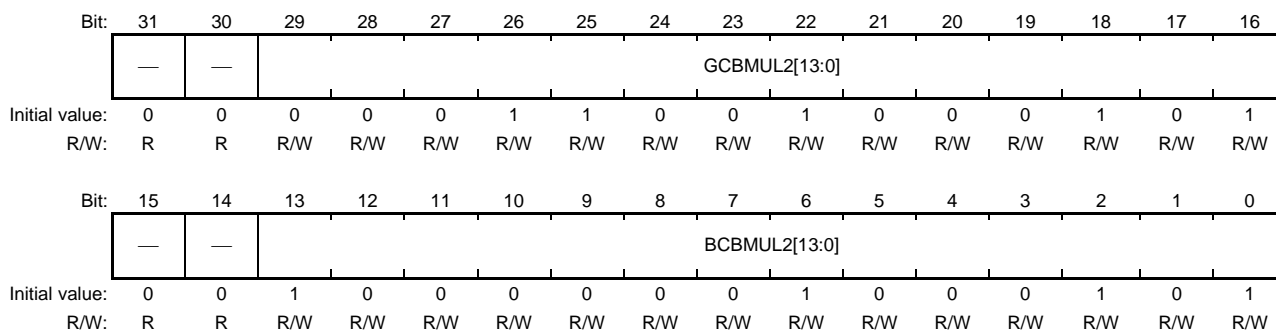 Bit: 31 30 29 28 27 26 25 24 23 22 21 20 19 18 17 16
— — GCBMUL2[13:0]
Initial value: 0 0 0 0 0 1 1 0 0 1 0 0 0 1 0 1
R/W: R R R/W R/W R/W R/W R/W R/W R/W R/W R/W R/W R/W R/W R/W R/W
Bit: 15 14 13 12 11 10 9 8 7 6 5 4 3 2 1 0
— — BCBMUL2[13:0]
Initial value: 0 0 1 0 0 0 0 0 0 1 0 0 0 1 0 1
R/W: R R R/W R/W R/W R/W R/W R/W R/W R/W R/W R/W R/W R/W R/W R/W